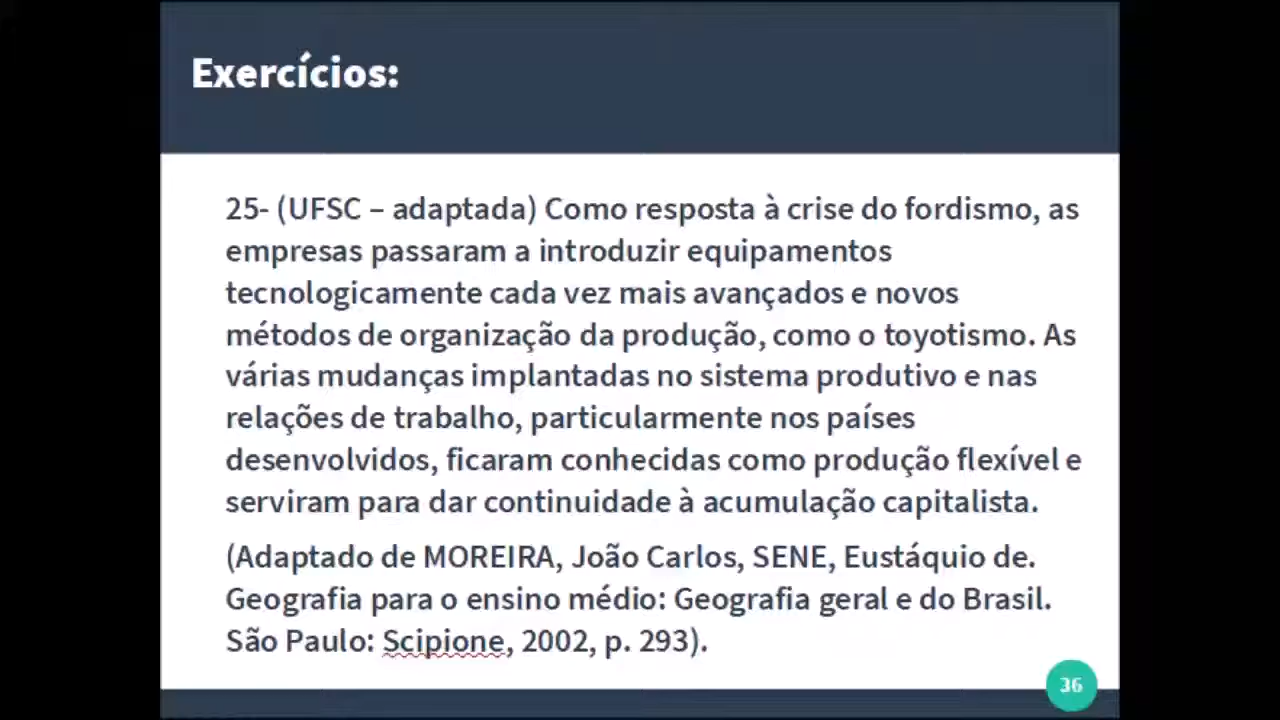 Exercícios:
25- (UFSC – adaptada) Como resposta à crise do fordismo, as
empresas passaram a introduzir equipamentos
tecnologicamente cada vez mais avançados e novos
métodos de organização da produção, como o toyotismo. As
várias mudanças implantadas no sistema produtivo e nas
relações de trabalho, particularmente nos países
desenvolvidos, ficaram conhecidas como produção flexível e
serviram para dar continuidade à acumulação capitalista.
(Adaptado de MOREIRA, João Carlos, SENE, Eustáquio de.
Geografia para o ensino médio: Geografia geral e do Brasil.
São Paulo: Scipione, 2002, p. 293).
36